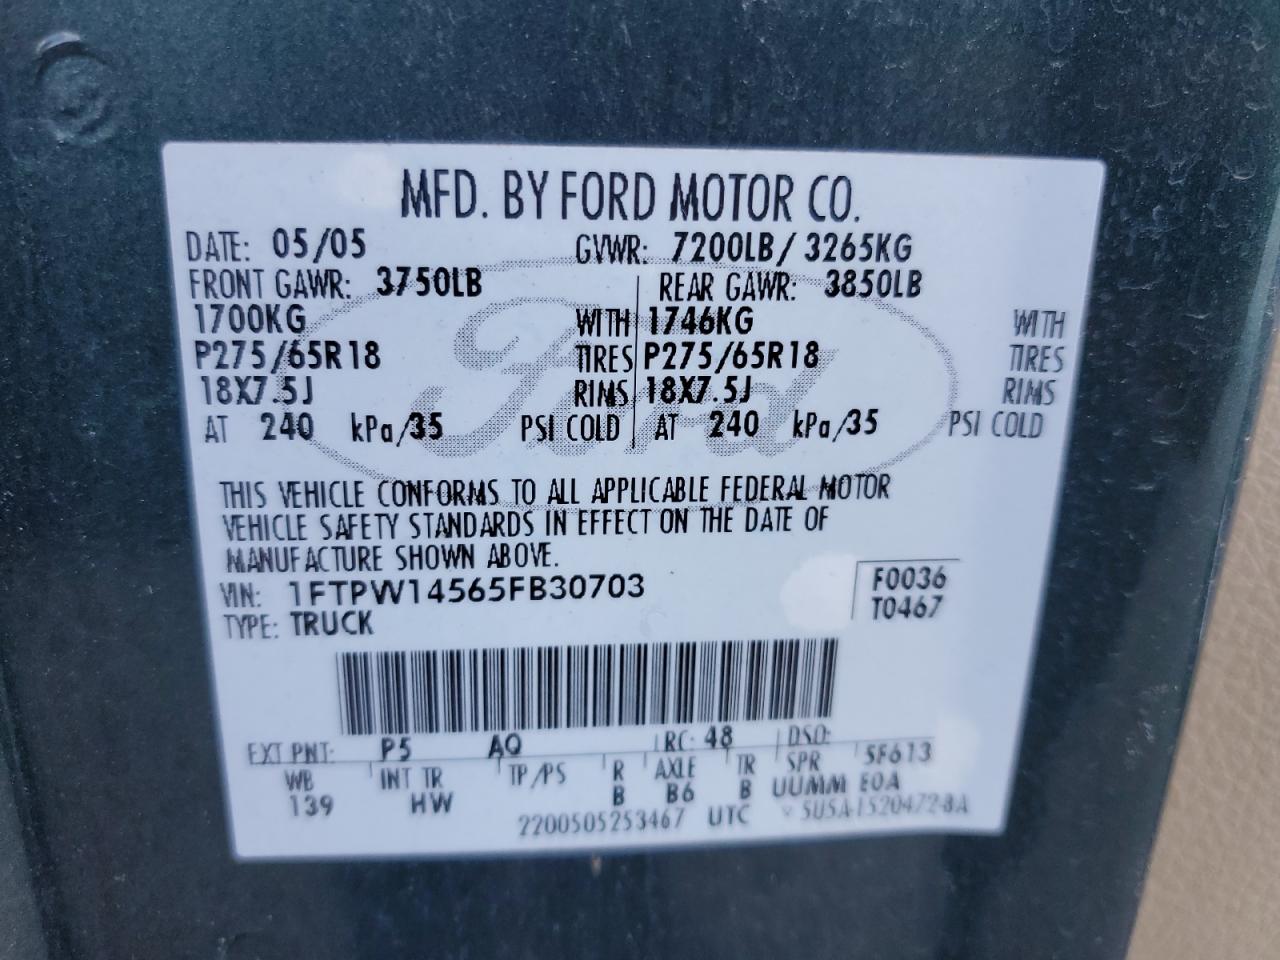 MFD. BY FORD MOTOR CO.
DATE: 05/05 GVWR: 7200LB/ 3265KG
FRONT GAWR: 3750LB REAR GAWR: 3850LB
1700KG WITH 1746KG WITH
P275/65R18 TIRES P275/65R18 TIRES
18X7.5J RIMS 18X7.5J RIMS
AT 240 kPa/35 PSI COLD AT 240 kPa/35 PSI COLD
Ford
THIS VEHICLE CONFORMS TO ALL APPLICABLE FEDERAL MOTOR
VEHICLE SAFETY STANDARDS IN EFFECT ON THE DATE OF
MANUFACTURE SHOWN ABOVE.
VIN: 1FTPW14565FB30703
TYPE: TRUCK
F0036
T0467
EXT PNT: P5 AQ RC: 48 DSO: 5F613
WB INT TR TP/PS R AXLE TR SPR
139 HW B B6 B UUMM E0A
2200505253467 UTC